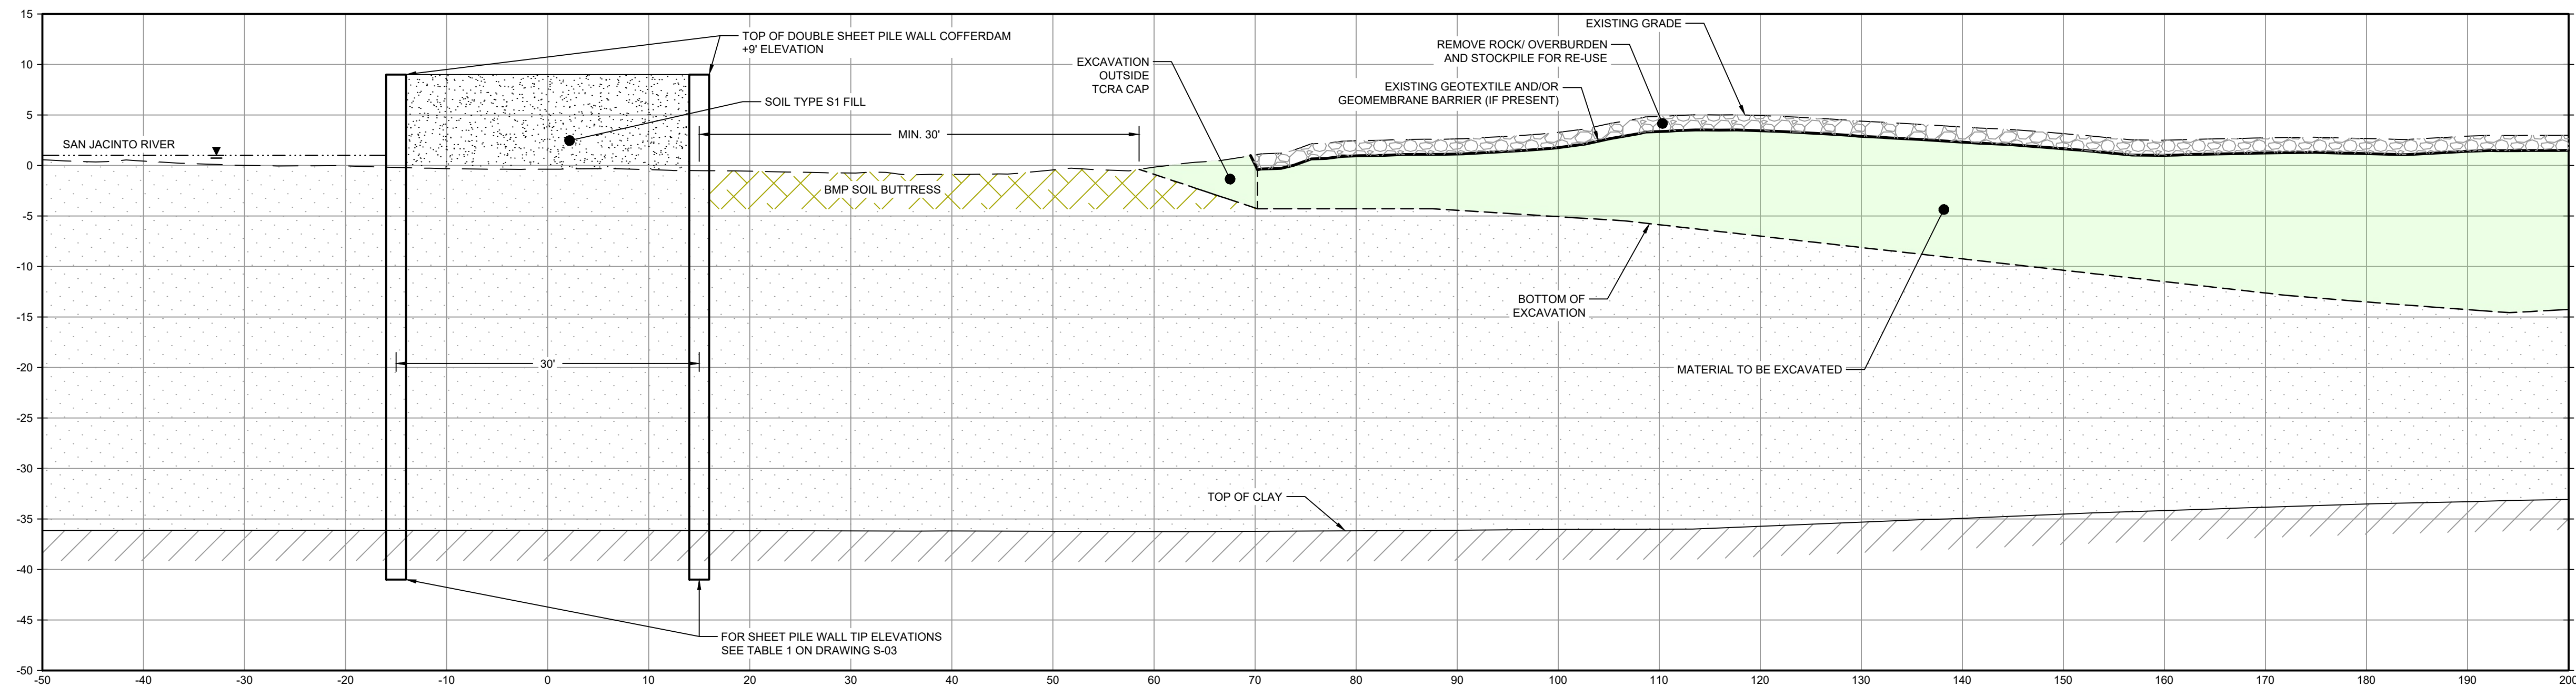 15
10
5
0
-5
-10
-15
-20
-25
-30
-35
-40
-45
-50
SAN JACINTO RIVER
TOP OF DOUBLE SHEET PILE WALL COFFERDAM
+9' ELEVATION
SOIL TYPE S1 FILL
MIN. 30'
BMP SOIL BUTTRESS
30'
FOR SHEET PILE WALL TIP ELEVATIONS
SEE TABLE 1 ON DRAWING S-03
EXCAVATION
OUTSIDE
TCRA CAP
EXISTING GRADE
REMOVE ROCK/ OVERBURDEN
AND STOCKPILE FOR RE-USE
EXISTING GEOTEXTILE AND/OR
GEOMEMBRANE BARRIER (IF PRESENT)
BOTTOM OF
EXCAVATION
MATERIAL TO BE EXCAVATED
TOP OF CLAY
-50 -40 -30 -20 -10 0 10 20 30 40 50 60 70 80 90 100 110 120 130 140 150 160 170 180 190 200